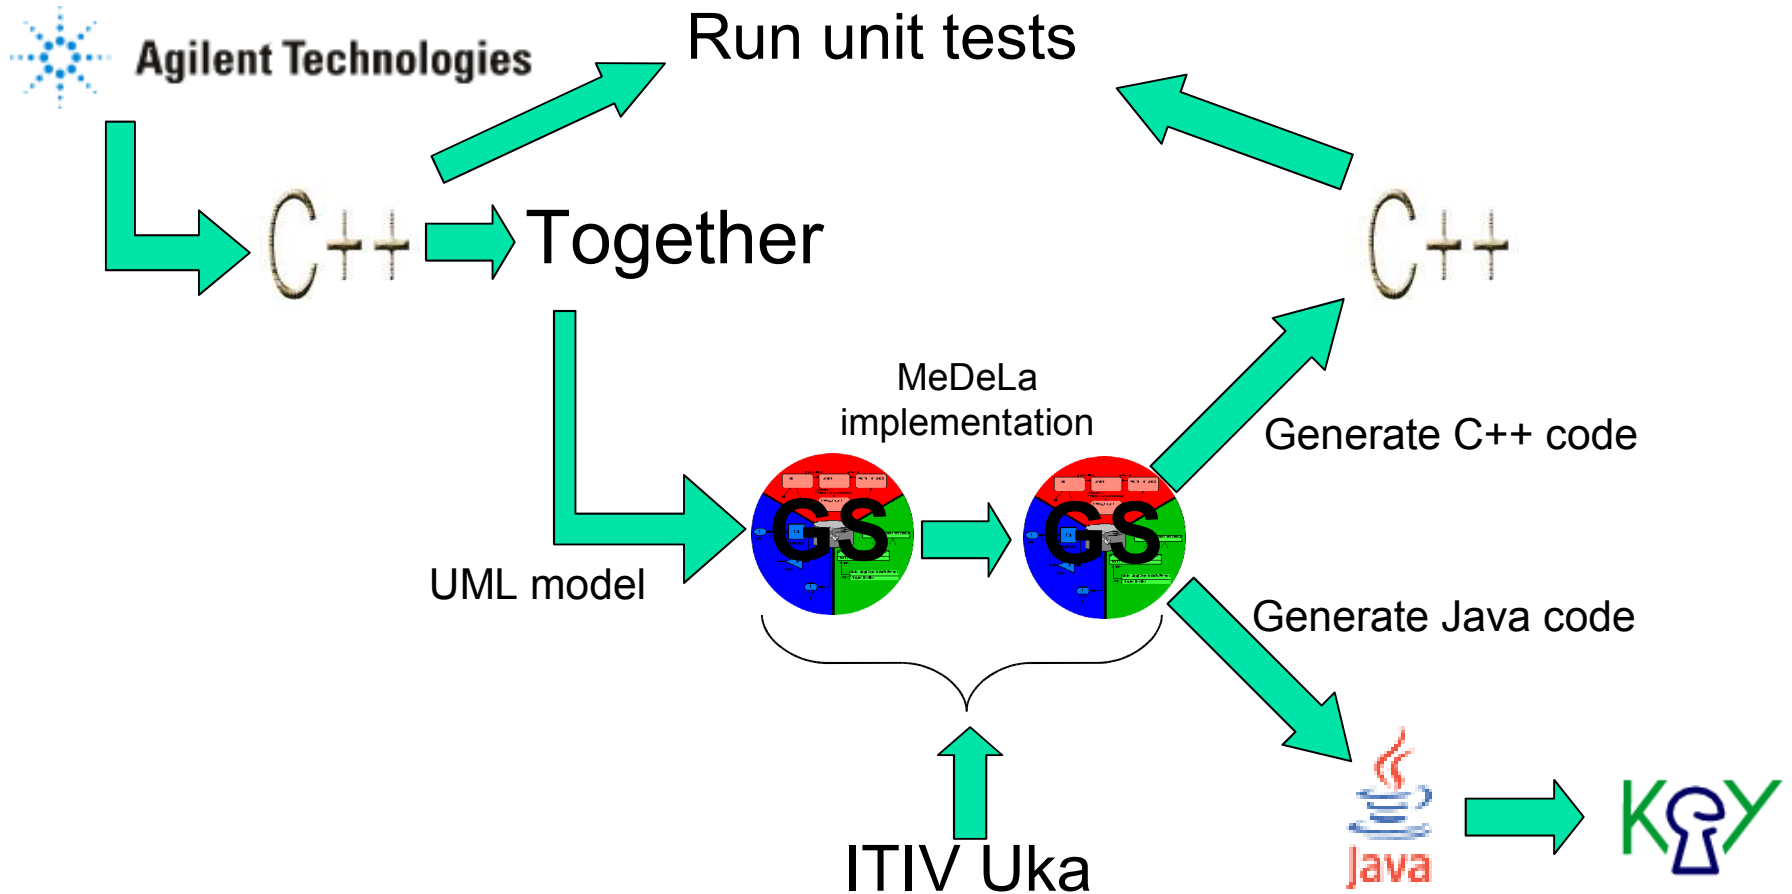 Agilent Technologies
Run unit tests
C++
Together
C++
MeDeLa
implementation
Generate C++ code
GS
GS
UML model
Generate Java code
ITIV Uka
Java
KeY